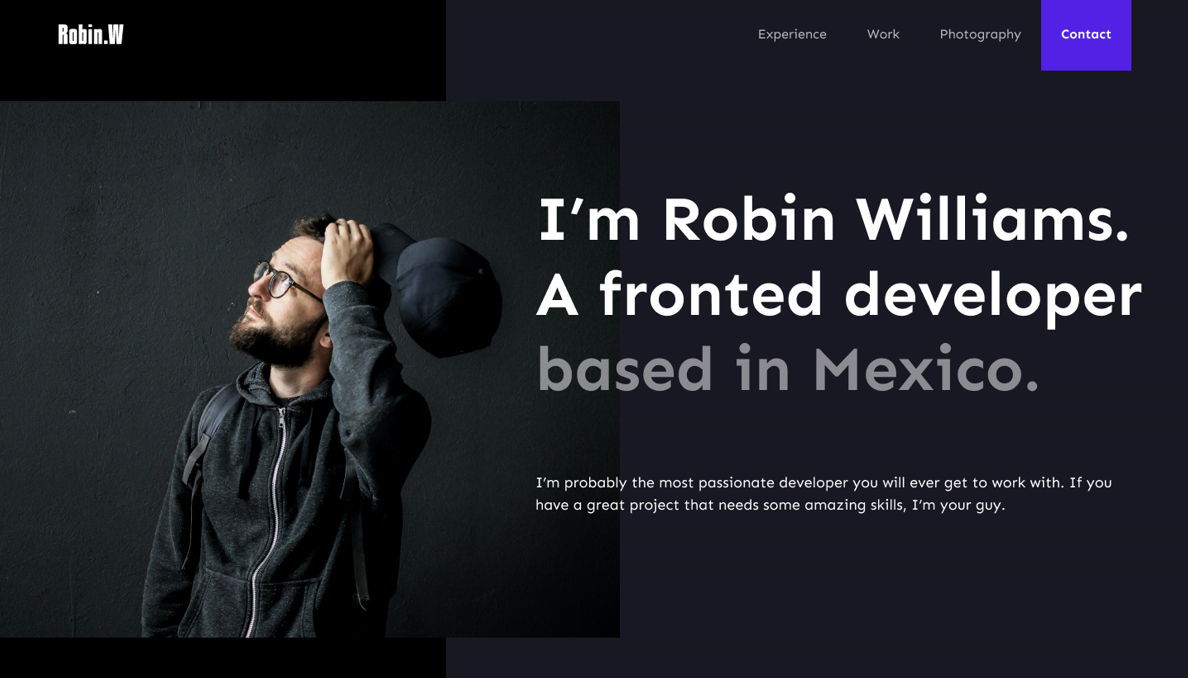 Robin.W
Experience Work Photography Contact
I’m Robin Williams.
A fronted developer
based in Mexico.
I’m probably the most passionate developer you will ever get to work with. If you
have a great project that needs some amazing skills, I’m your guy.